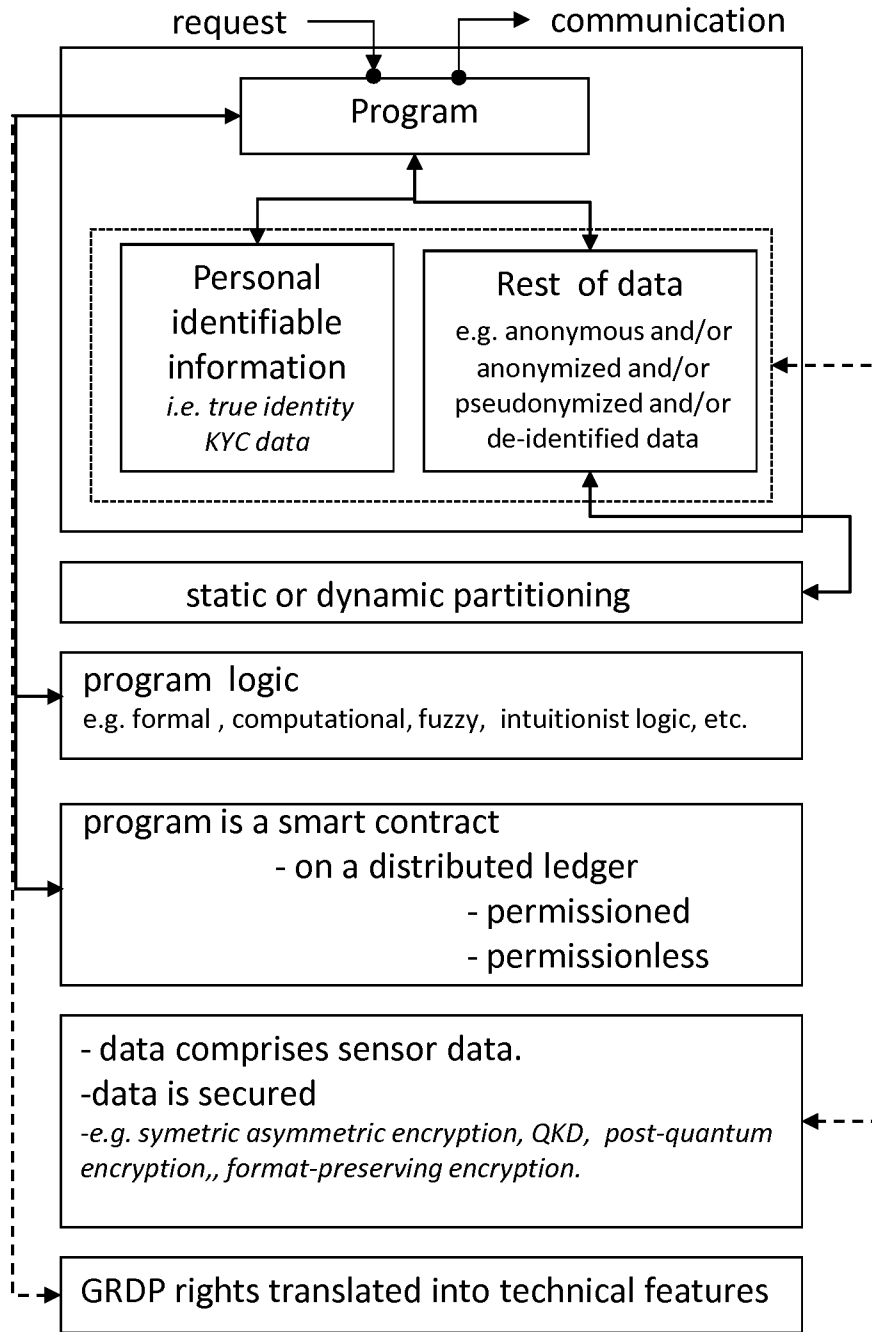 request
communication
Program
Personal
identifiable
information
i.e. true identity
KYC data
Rest of data
e.g. anonymous and/or
anonymized and/or
pseudonymized and/or
de-identified data
static or dynamic partitioning
program logic
e.g. formal , computational, fuzzy, intuitionist logic, etc.
program is a smart contract
- on a distributed ledger
- permissioned
- permissionless
- data comprises sensor data.
-data is secured
-e.g. symetric asymmetric encryption, QKD, post-quantum
encryption,, format-preserving encryption.
GRDP rights translated into technical features